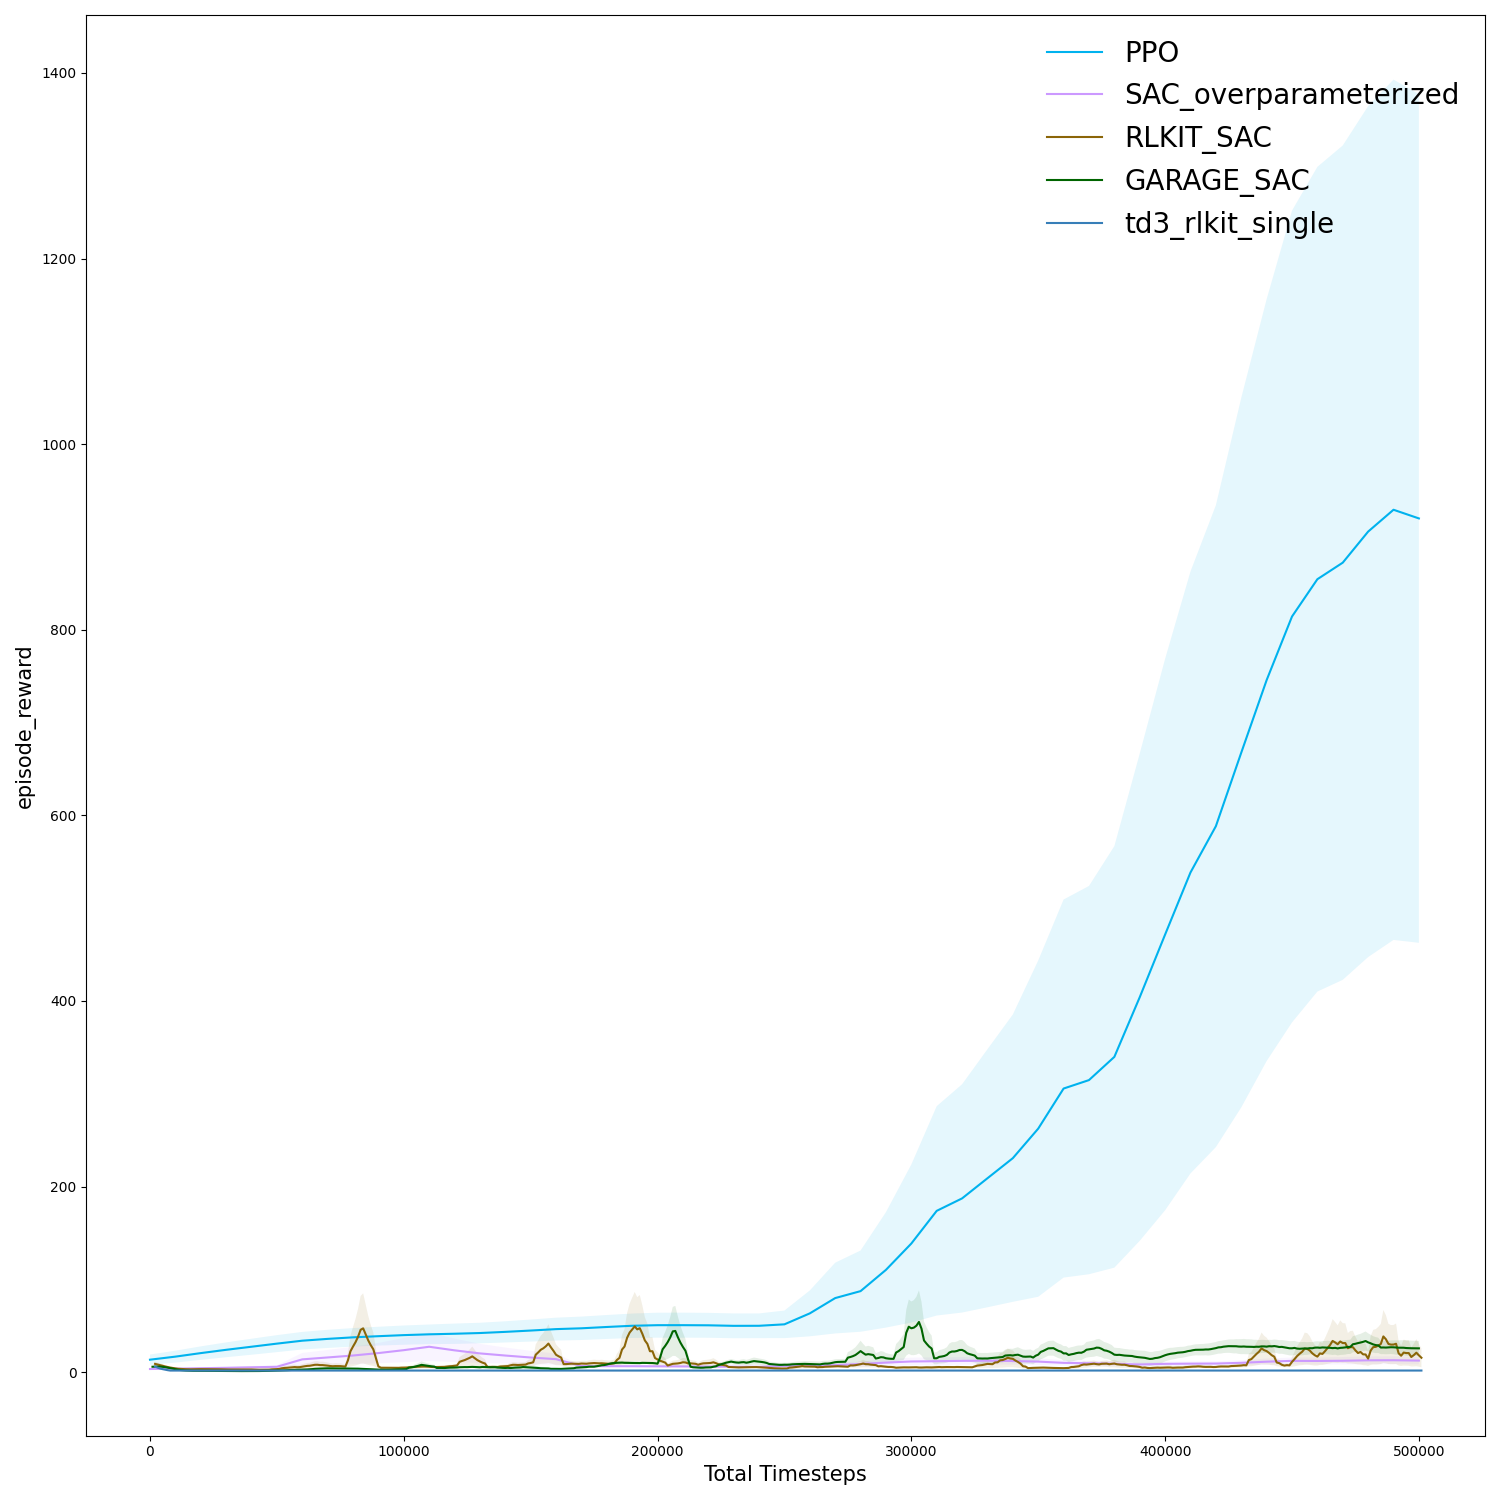 PPO
SAC_overparameterized
RLKIT_SAC
GARAGE_SAC
td3_rlkit_single
1400
1200
1000
800
600
400
200
0
episode_reward
0 100000 200000 300000 400000 500000
Total Timesteps